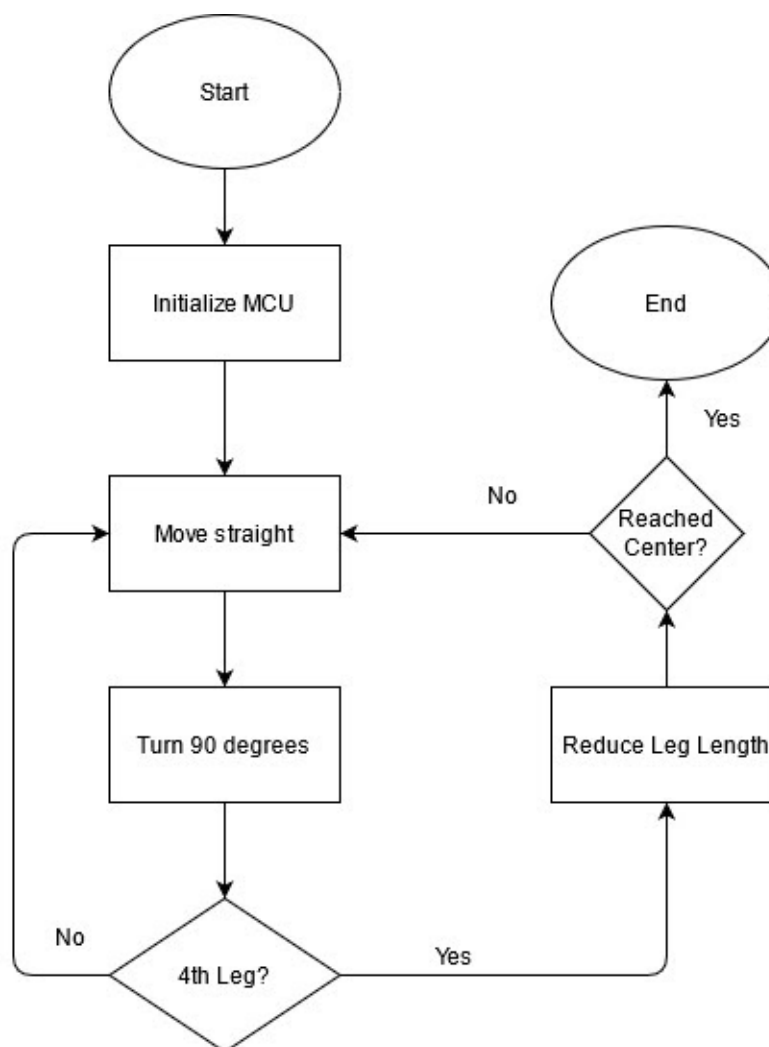 Start
Initialize MCU
End
Yes
No
Move straight
Reached
Center?
Turn 90 degrees
Reduce Leg Length
No
4th Leg?
Yes